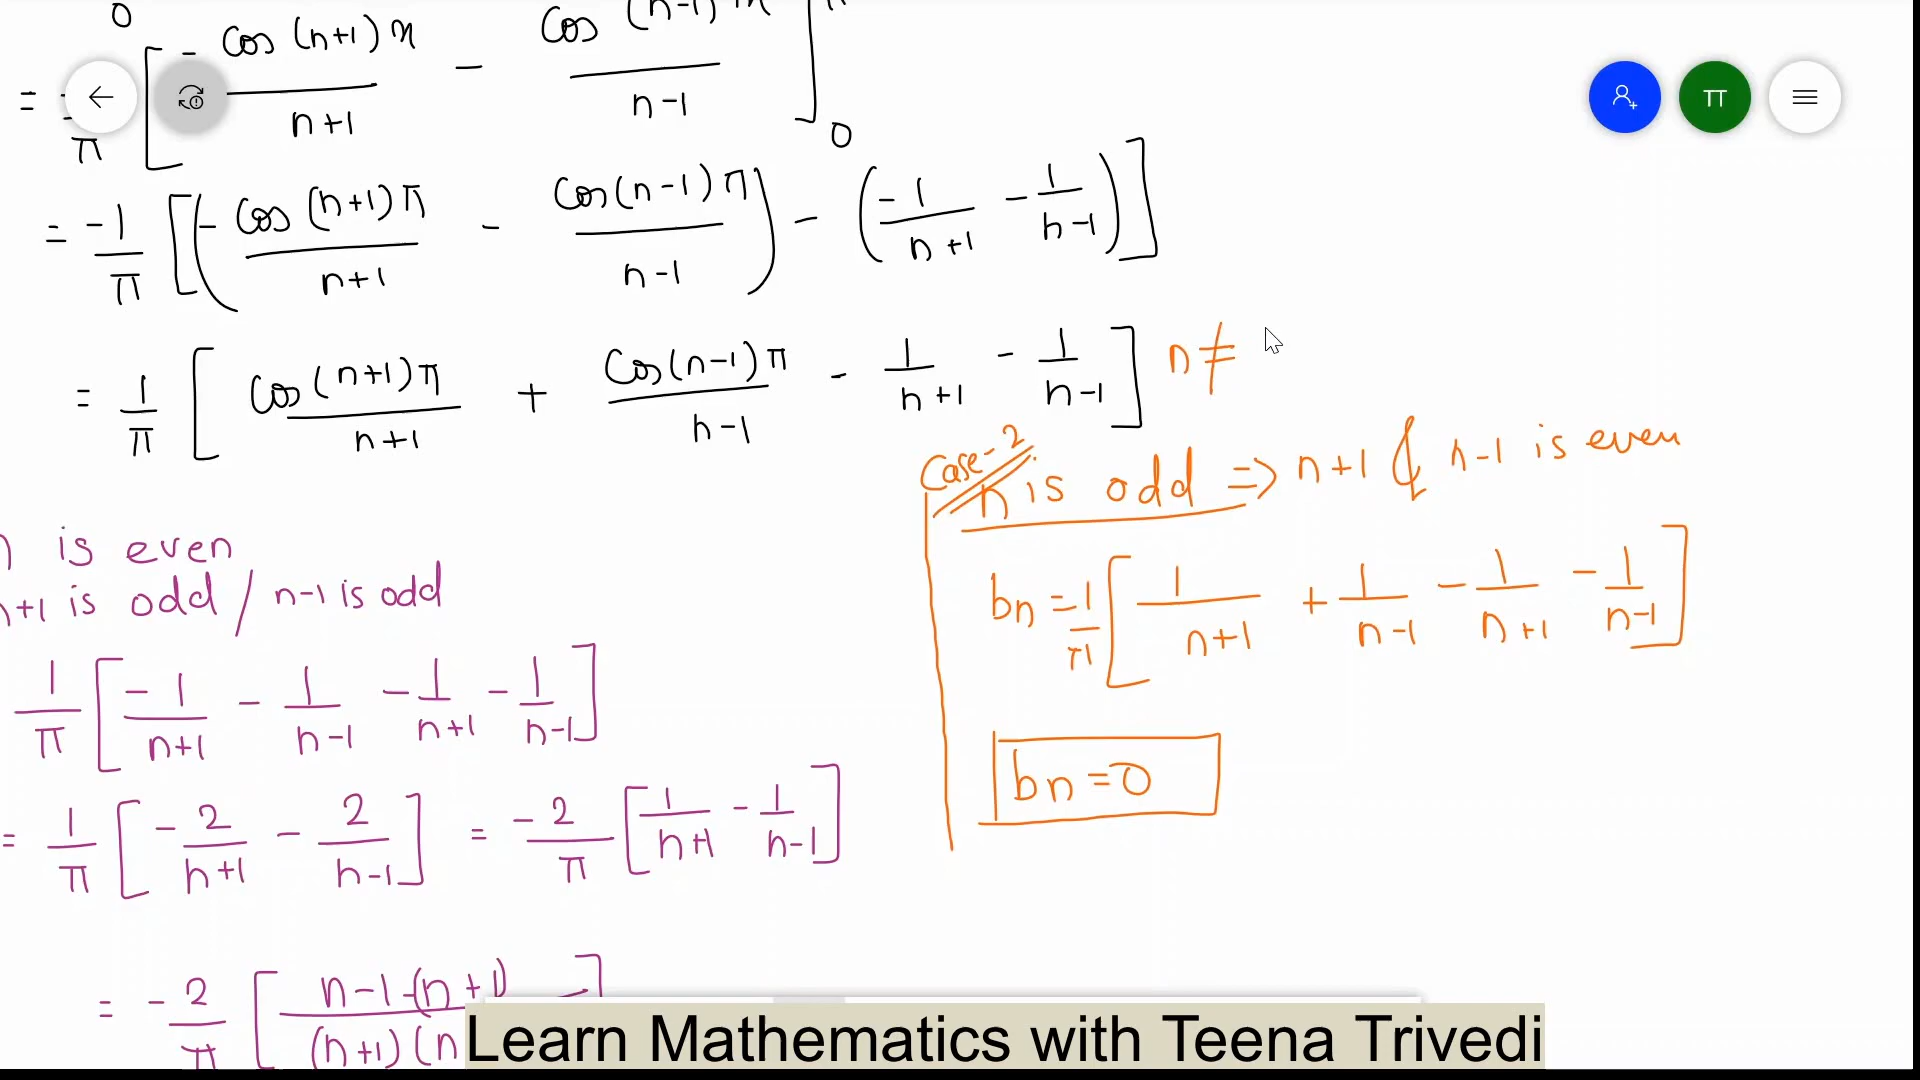 0
= 1/π [ - cos (n+1) x / n+1 - cos (n-1) x / n-1 ] π 0
TT
= -1/π [ ( - cos (n+1) π / n+1 - cos (n-1) π / n-1 ) - ( -1/n+1 - 1/n-1 ) ]
= 1/π [ cos (n+1) π / n+1 + cos (n-1) π / n-1 - 1/n+1 - 1/n-1 ] n ≠
Case-2
n is odd => n+1 & n-1 is even
bn = 1/π [ 1/n+1 + 1/n-1 - 1/n+1 - 1/n-1 ]
bn = 0
n is even
n+1 is odd / n-1 is odd
1/π [ -1/n+1 - 1/n-1 - 1/n+1 - 1/n-1 ]
= 1/π [ - 2/n+1 - 2/n-1 ] = -2/π [ 1/n+1 - 1/n-1 ]
= -2/π [ n-1-(n+1) / (n+1)(n ]
Learn Mathematics with Teena Trivedi